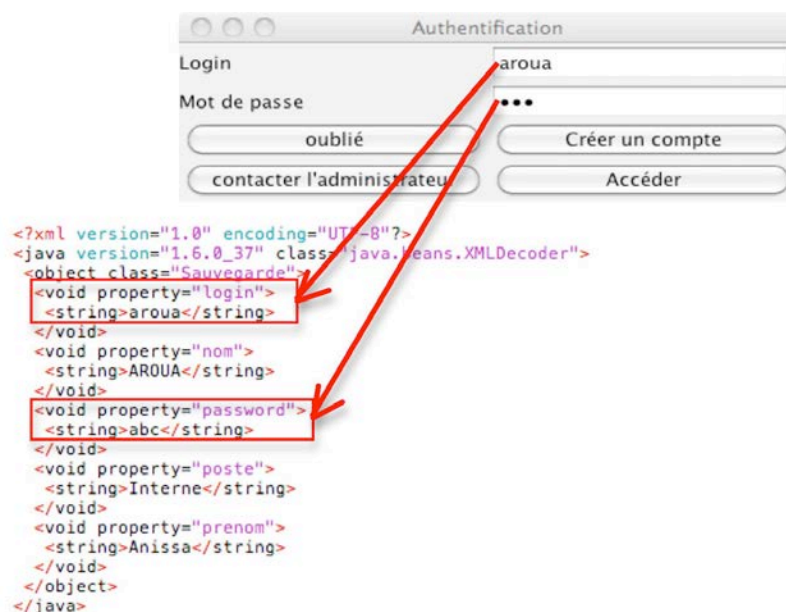 Authentification
Login aroua
Mot de passe •••
oublié Créer un compte
contacter l'administrateur Accéder
<?xml version="1.0" encoding="UTF-8"?>
<java version="1.6.0_37" class="java.beans.XMLDecoder">
<object class="Sauvegarde">
<void property="login">
<string>aroua</string>
</void>
<void property="nom">
<string>AROUA</string>
</void>
<void property="password">
<string>abc</string>
</void>
<void property="poste">
<string>Interne</string>
</void>
<void property="prenom">
<string>Anissa</string>
</void>
</object>
</java>